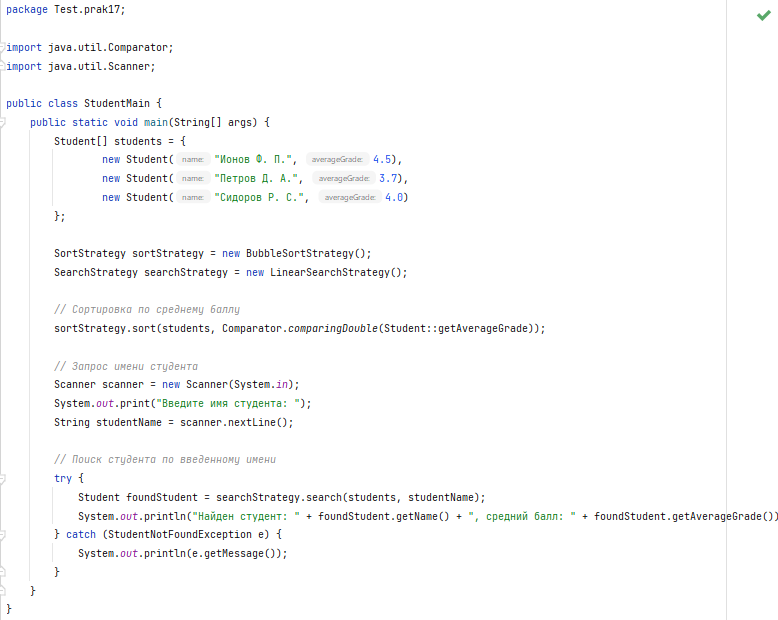 package Test.prak17;
import java.util.Comparator;
import java.util.Scanner;
public class StudentMain {
public static void main(String[] args) {
Student[] students = {
new Student( name: "Ионов Ф. П.", averageGrade: 4.5),
new Student( name: "Петров Д. А.", averageGrade: 3.7),
new Student( name: "Сидоров Р. С.", averageGrade: 4.0)
};
SortStrategy sortStrategy = new BubbleSortStrategy();
SearchStrategy searchStrategy = new LinearSearchStrategy();
// Сортировка по среднему баллу
sortStrategy.sort(students, Comparator.comparingDouble(Student::getAverageGrade));
// Запрос имени студента
Scanner scanner = new Scanner(System.in);
System.out.print("Введите имя студента: ");
String studentName = scanner.nextLine();
// Поиск студента по введенному имени
try {
Student foundStudent = searchStrategy.search(students, studentName);
System.out.println("Найден студент: " + foundStudent.getName() + ", средний балл: " + foundStudent.getAverageGrade())
} catch (StudentNotFoundException e) {
System.out.println(e.getMessage());
}
}
}